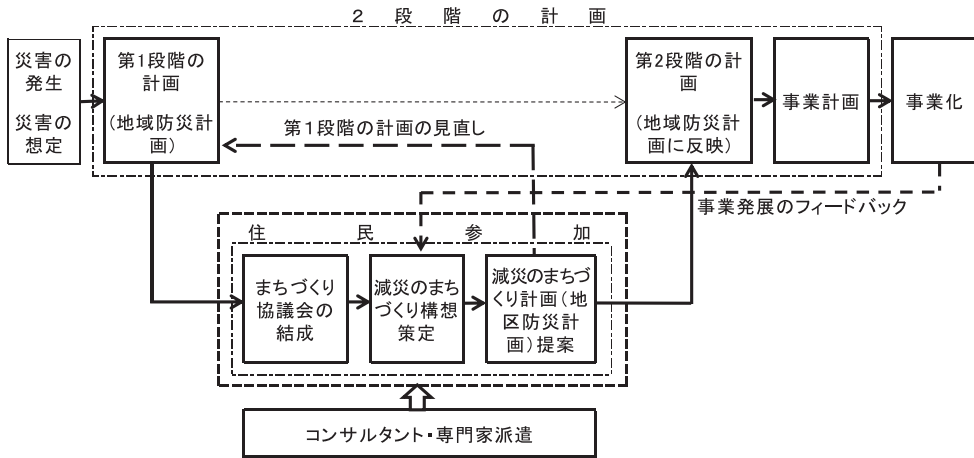 ２段階の計画
災害の
発生
災害の
想定
第1段階の
計画
(地域防災計
画)
第2段階の計
画
(地域防災計
画に反映)
事業計画
事業化
第１段階の計画の見直し
事業発展のフィードバック
住民参加
まちづくり
協議会の
結成
減災のまち
づくり構想
策定
減災のまちづ
くり計画(地
区防災計
画)提案
コンサルタント・専門家派遣